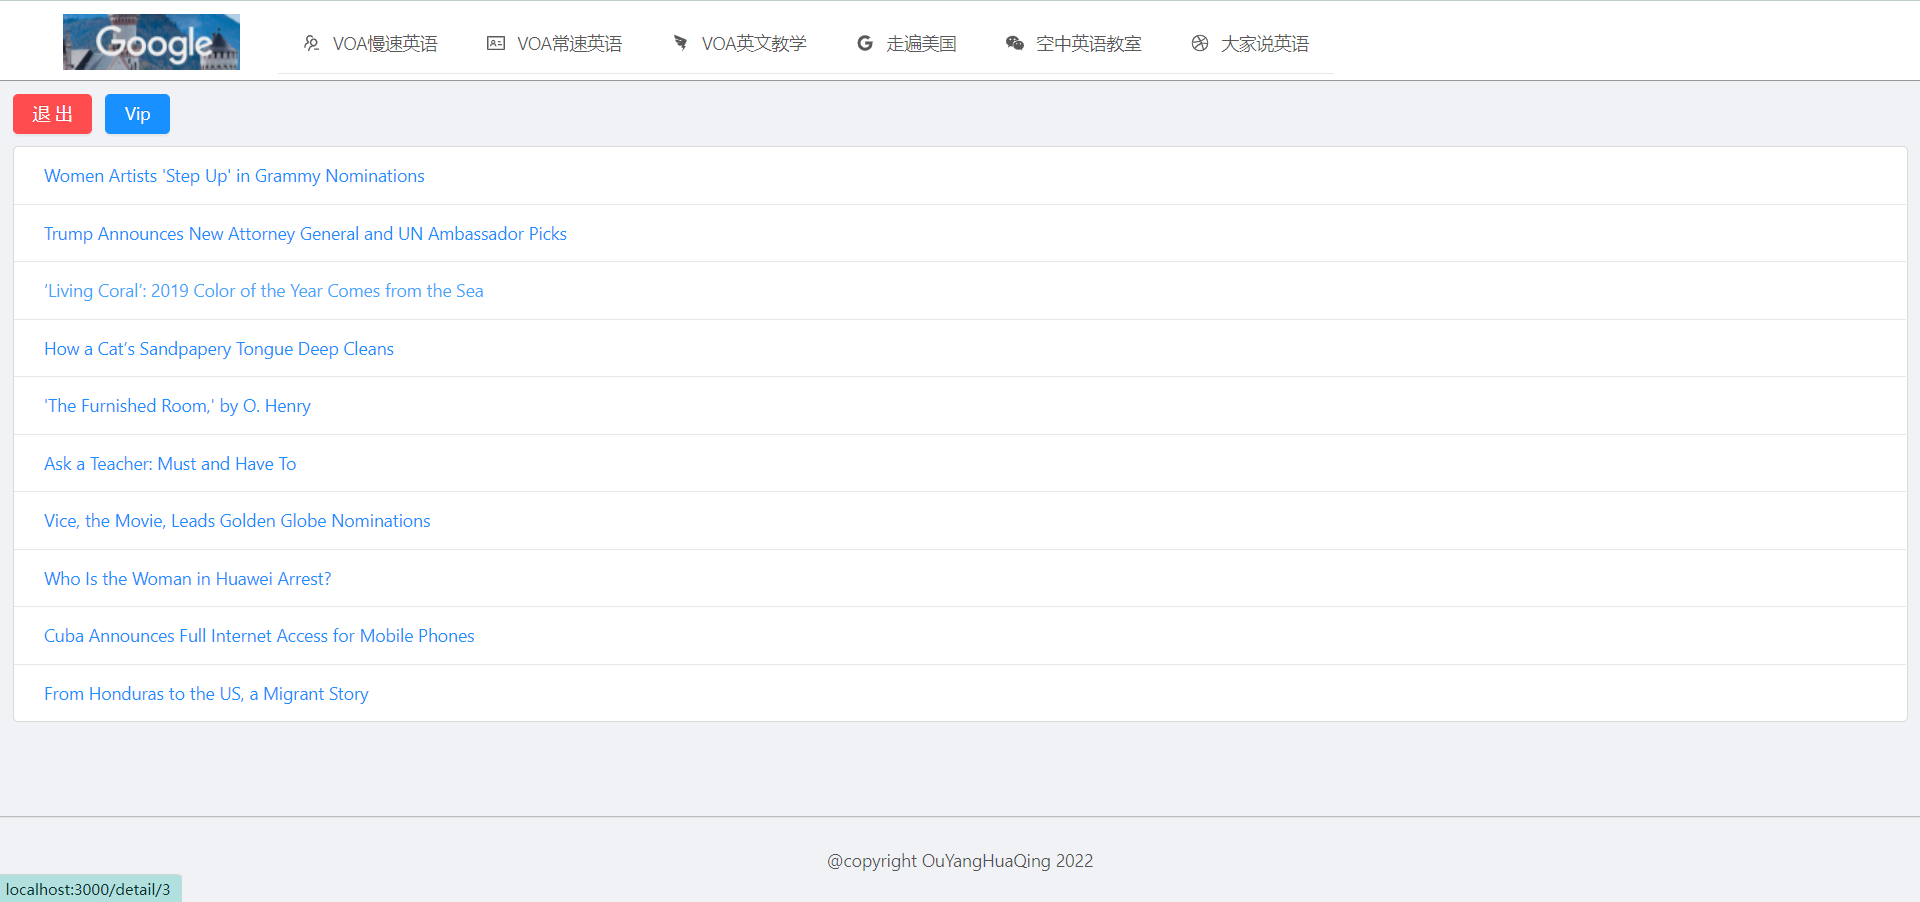 Google
VOA慢速英语
VOA常速英语
VOA英文教学
走遍美国
空中英语教室
大家说英语
退 出
Vip
Women Artists 'Step Up' in Grammy Nominations
Trump Announces New Attorney General and UN Ambassador Picks
‘Living Coral’: 2019 Color of the Year Comes from the Sea
How a Cat’s Sandpapery Tongue Deep Cleans
'The Furnished Room,' by O. Henry
Ask a Teacher: Must and Have To
Vice, the Movie, Leads Golden Globe Nominations
Who Is the Woman in Huawei Arrest?
Cuba Announces Full Internet Access for Mobile Phones
From Honduras to the US, a Migrant Story
@copyright OuYangHuaQing 2022
localhost:3000/detail/3